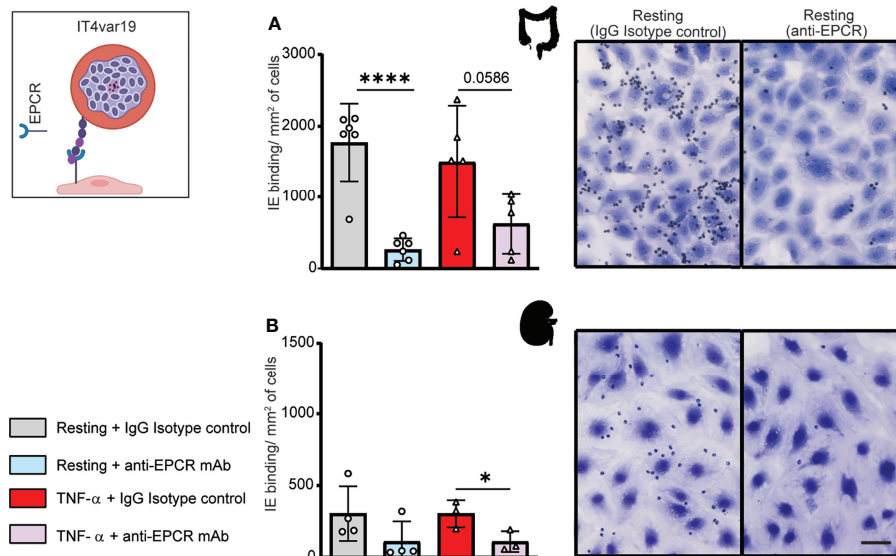 IT4var19
EPCR
A
IE binding/ mm² of cells
3000
2000
1000
0
****
0.0586
Resting
(IgG Isotype control)
Resting
(anti-EPCR)
B
IE binding/ mm² of cells
1500
1000
500
0
*
Resting + IgG Isotype control
Resting + anti-EPCR mAb
TNF-α + IgG Isotype control
TNF- α + anti-EPCR mAb